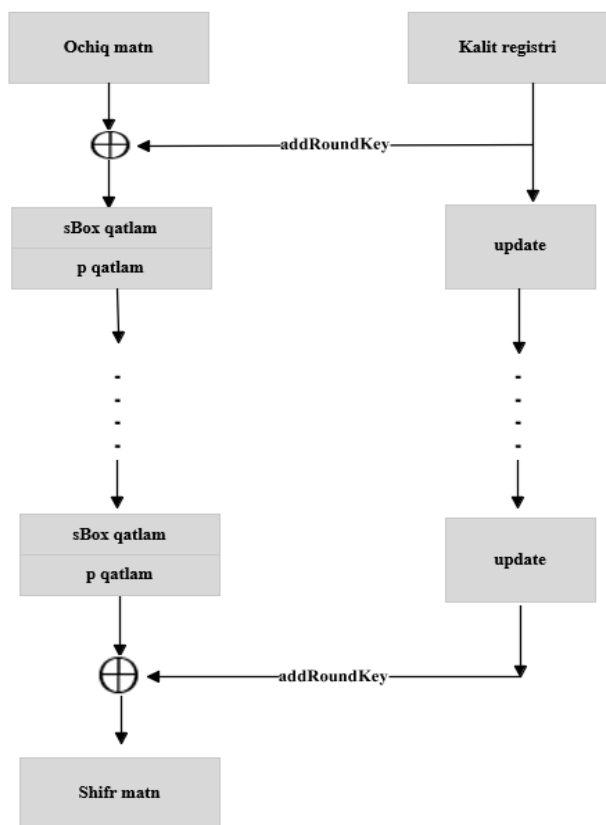 Ochiq matn
Kalit registri
addRoundKey
sBox qatlam
p qatlam
update
sBox qatlam
p qatlam
update
addRoundKey
Shifr matn